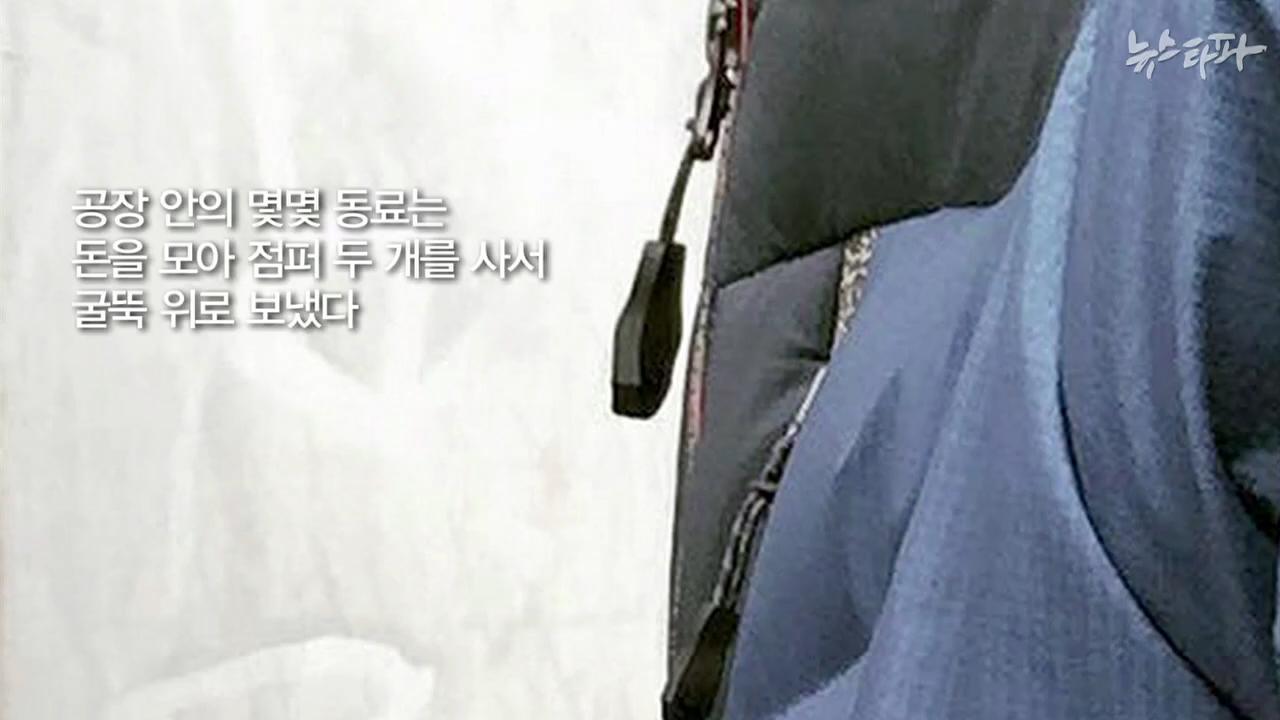 뉴스타파
공장 안의 몇몇 동료는
돈을 모아 점퍼 두 개를 사서
굴뚝 위로 보냈다